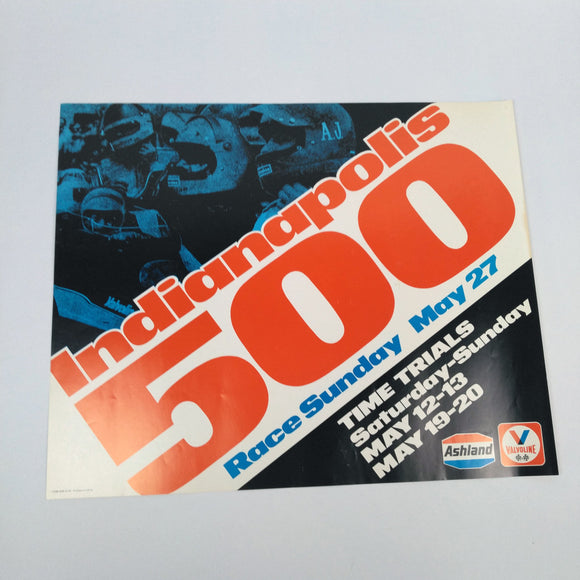 AJ
Indianapolis
500
Race Sunday May 27
TIME TRIALS
Saturday-Sunday
MAY 12-13
MAY 19-20
Ashland
V
VALVOLINE